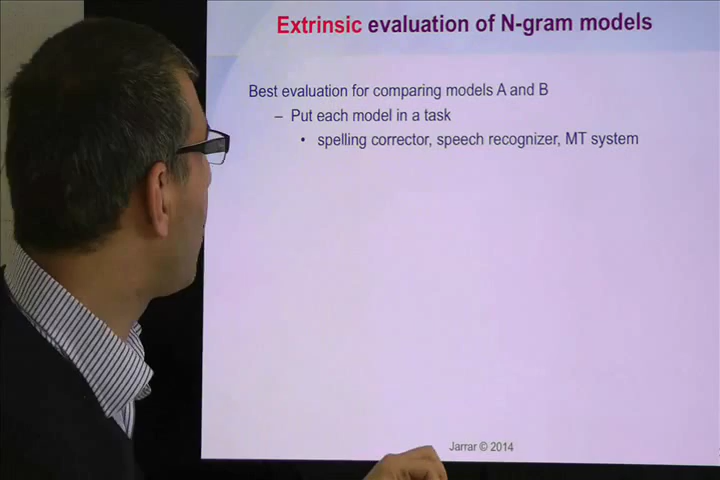 Extrinsic evaluation of N-gram models
Best evaluation for comparing models A and B
– Put each model in a task
• spelling corrector, speech recognizer, MT system
Jarrar © 2014